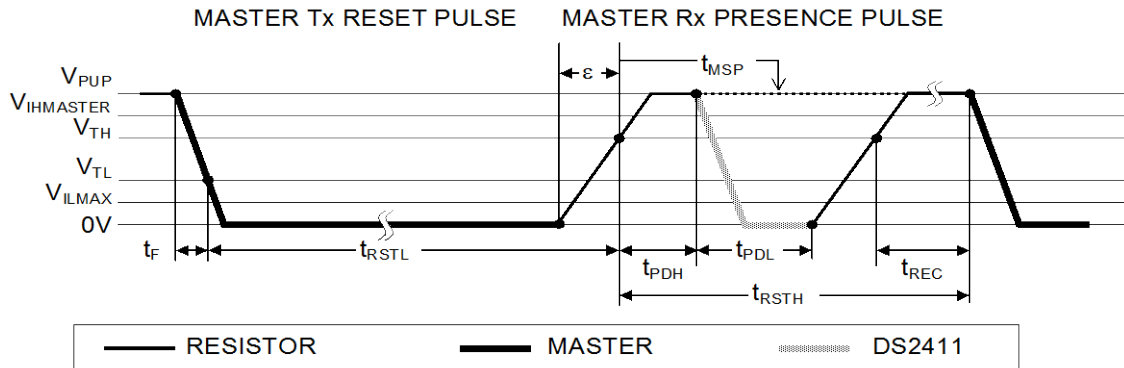 MASTER Tx RESET PULSE MASTER Rx PRESENCE PULSE
ε tMSP
VPUP
VIHMASTER
VTH
VTL
VILMAX
0V
tF tRSTL tPDH tPDL tREC
tRSTH
RESISTOR MASTER DS2411